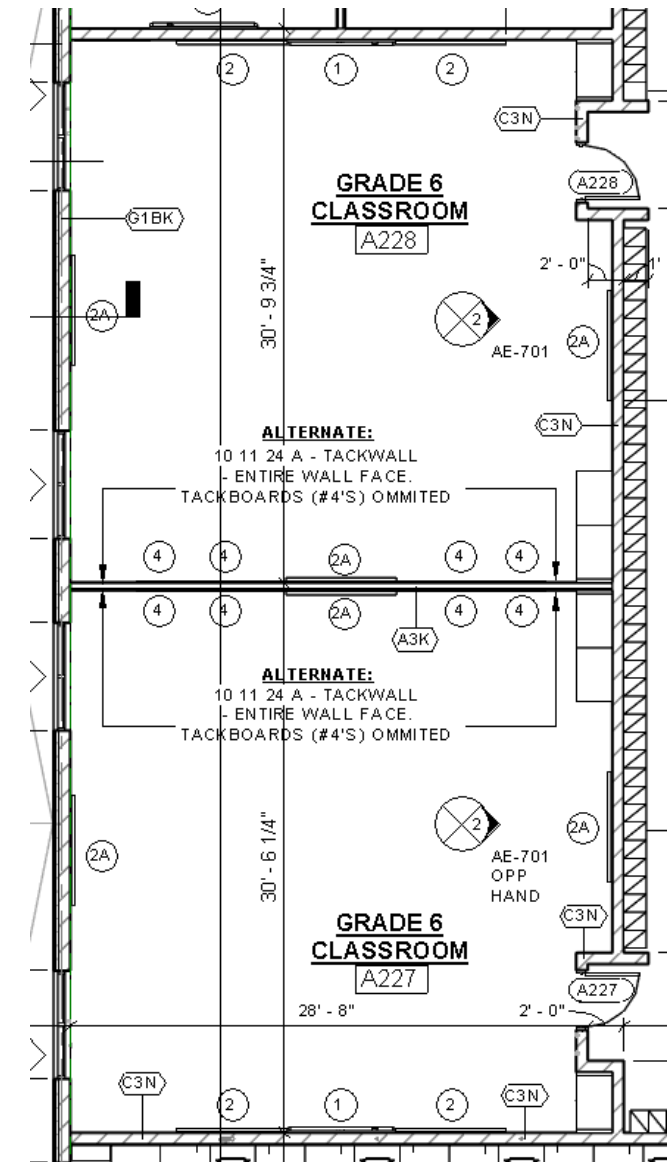 2
1
2
C3N
GRADE 6
CLASSROOM
A228
A228
G1BK
2' - 0"
1'
30' - 9 3/4"
2A
2
AE-701
2A
C3N
ALTERNATE:
10 11 24 A - TACKWALL
- ENTIRE WALL FACE.
TACKBOARDS (#4'S) OMMITED
4
4
2A
4
4
4
4
2A
4
4
A3K
ALTERNATE:
10 11 24 A - TACKWALL
- ENTIRE WALL FACE.
TACKBOARDS (#4'S) OMMITED
30' - 6 1/4"
2A
2
2A
AE-701
OPP
HAND
C3N
GRADE 6
CLASSROOM
A227
A227
28' - 8"
2' - 0"
C3N
2
1
2
C3N